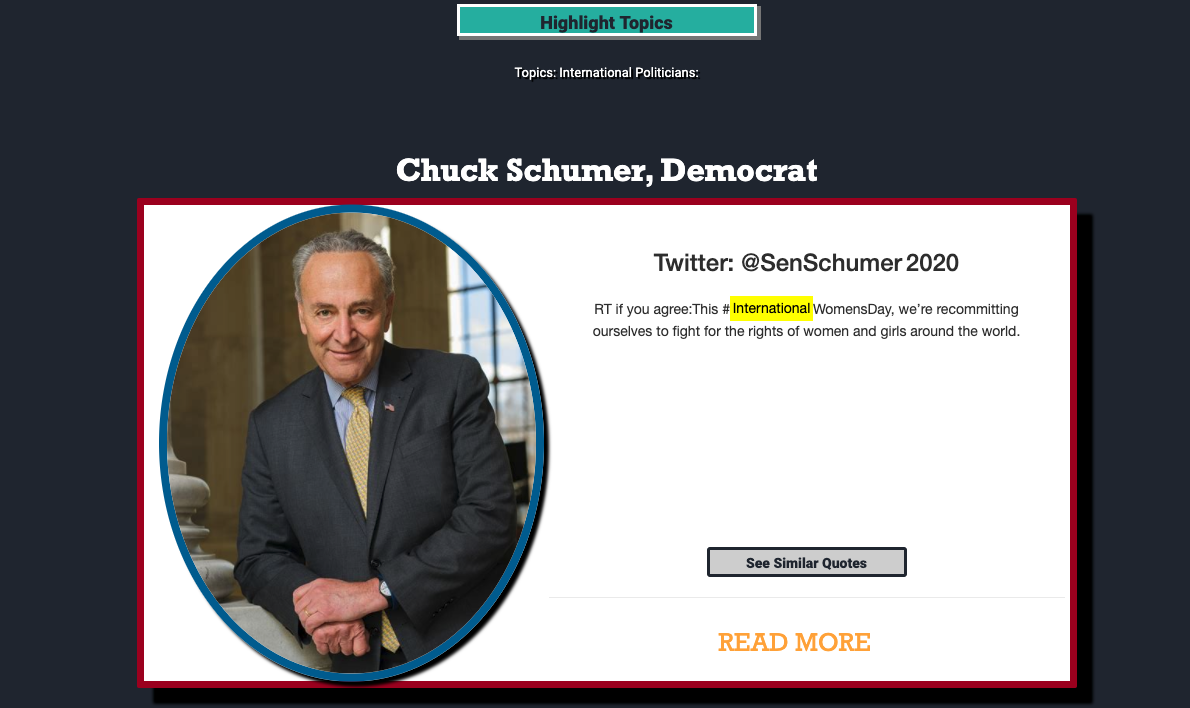 Highlight Topics
Topics: International Politicians:
Chuck Schumer, Democrat
Twitter: @SenSchumer 2020
RT if you agree:This # International WomensDay, we’re recommitting
ourselves to fight for the rights of women and girls around the world.
See Similar Quotes
READ MORE